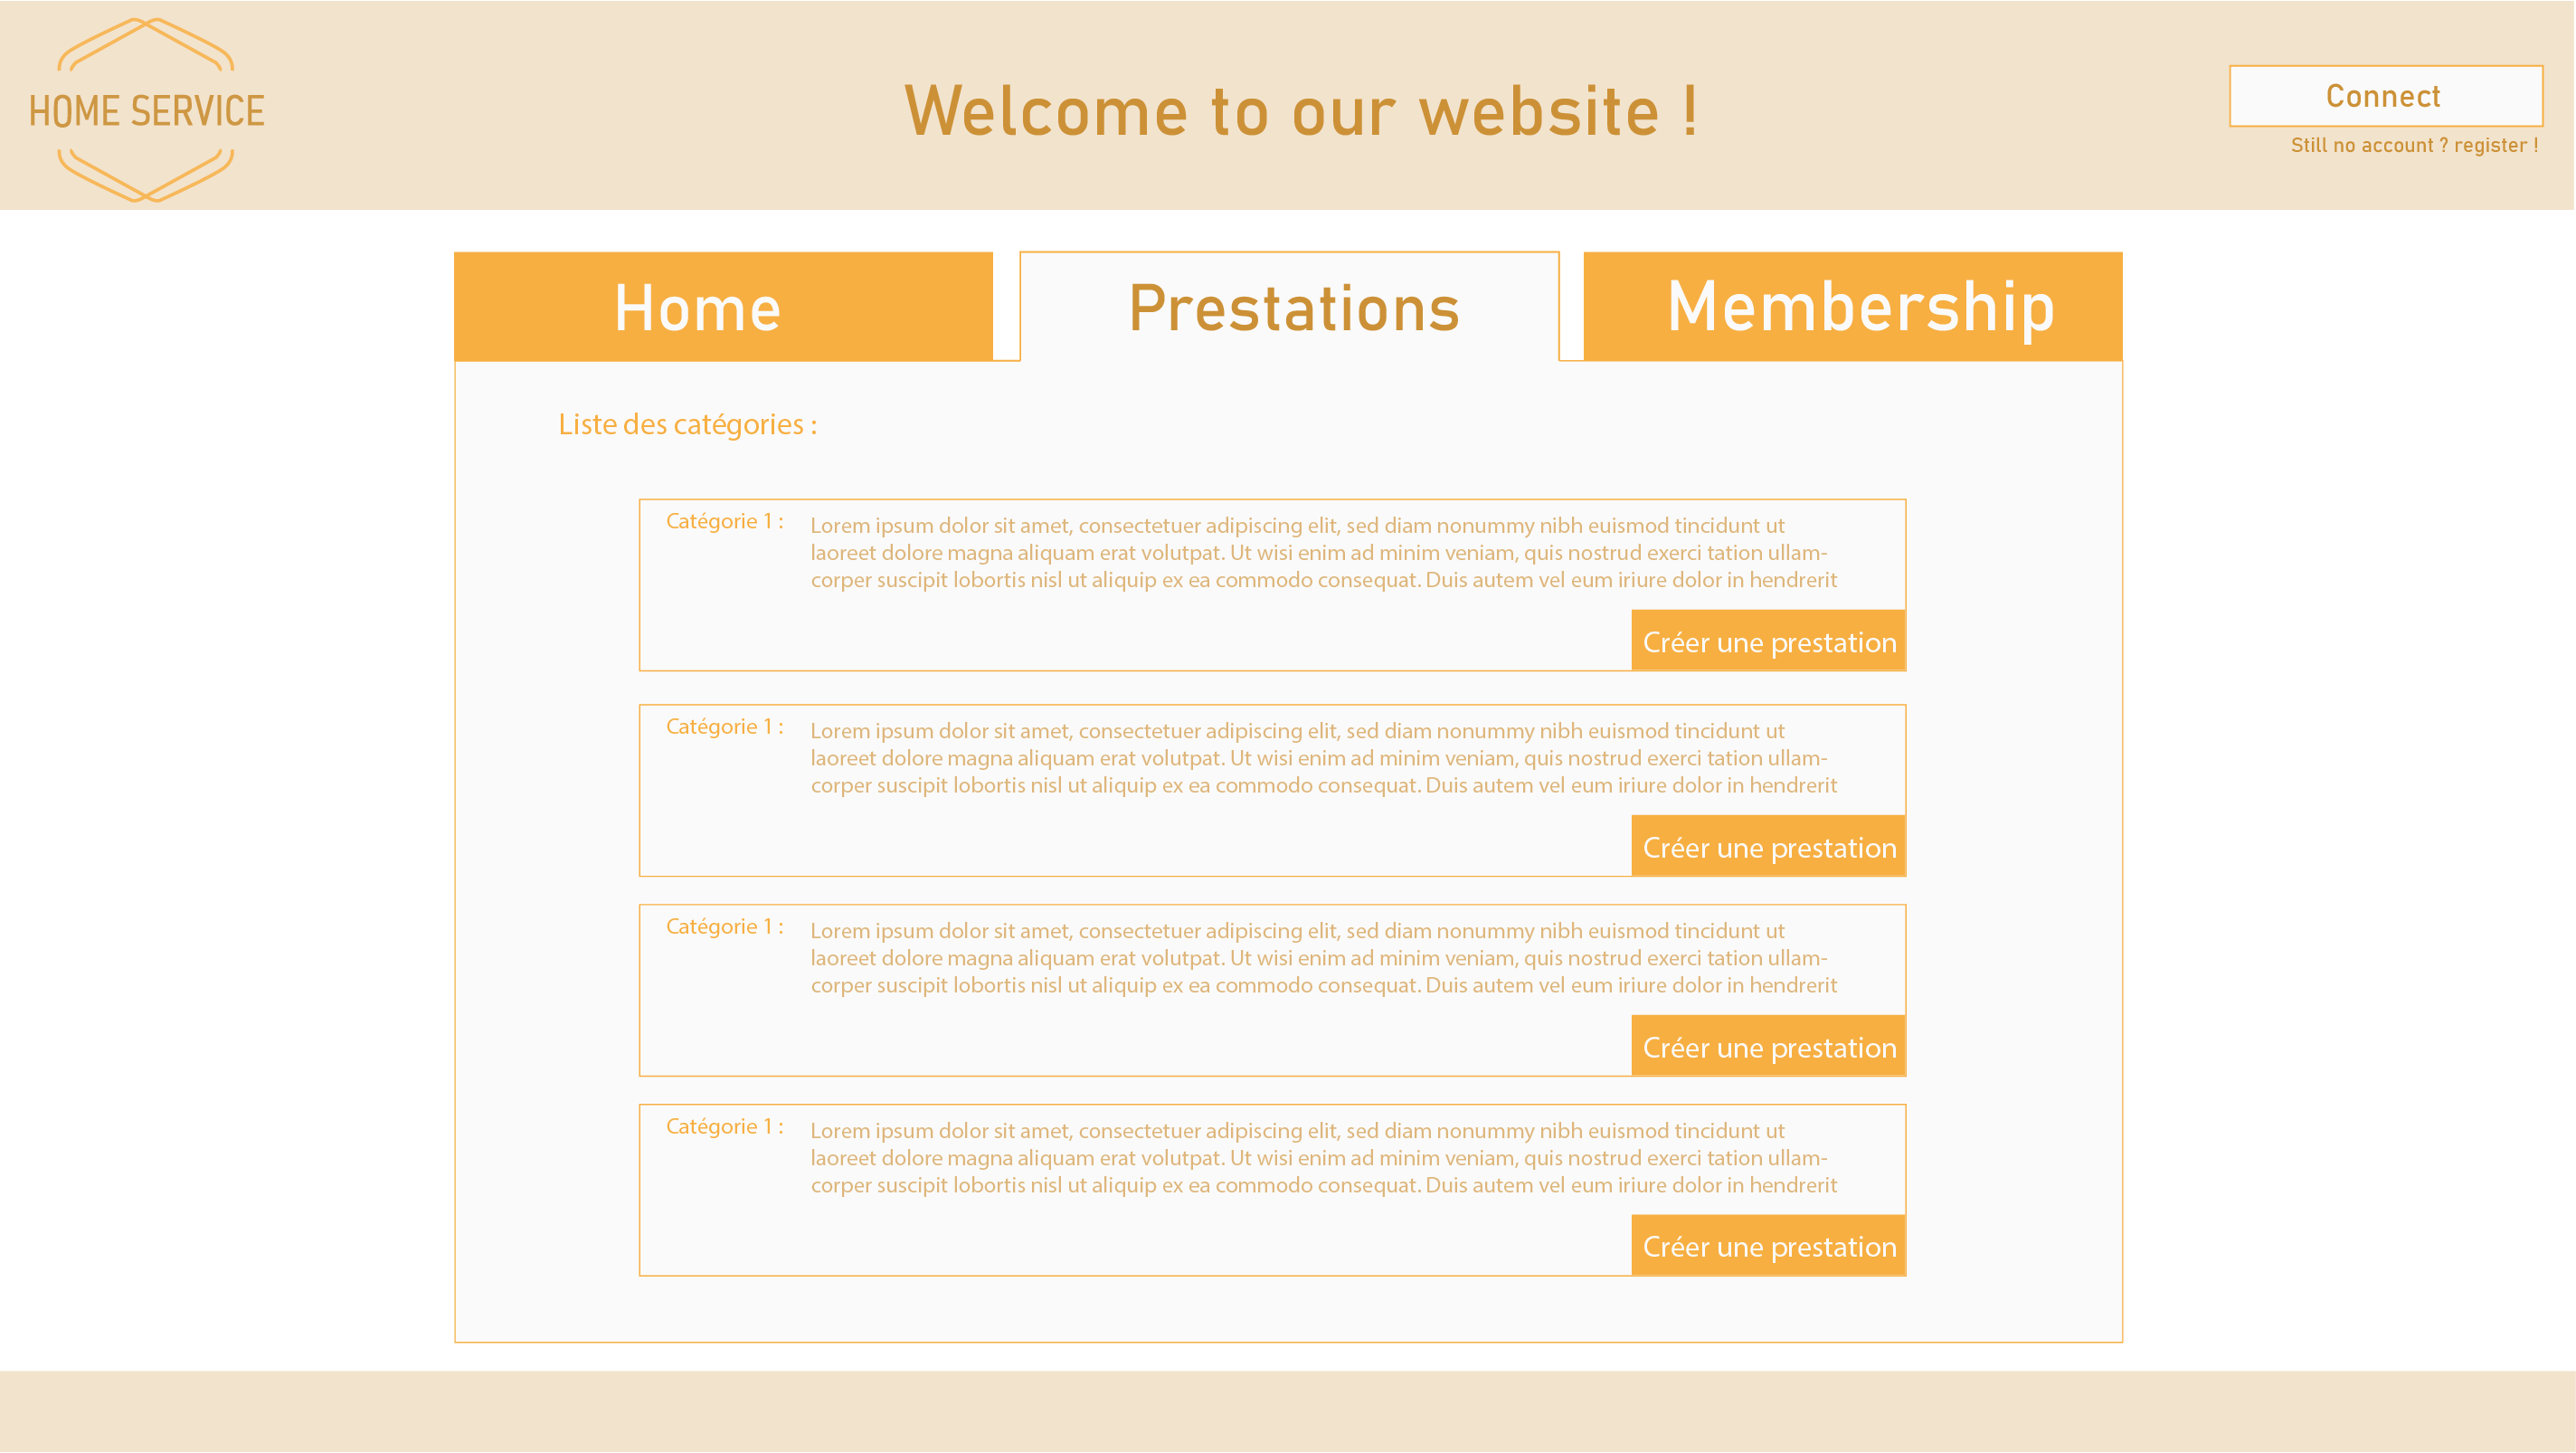 HOME SERVICE
Welcome to our website !
Connect
Still no account ? register !
Home
Prestations
Membership
Liste des catégories :
Catégorie 1 :
Lorem ipsum dolor sit amet, consectetuer adipiscing elit, sed diam nonummy nibh euismod tincidunt ut
laoreet dolore magna aliquam erat volutpat. Ut wisi enim ad minim veniam, quis nostrud exerci tation ullam-
corper suscipit lobortis nisl ut aliquip ex ea commodo consequat. Duis autem vel eum iriure dolor in hendrerit
Créer une prestation
Catégorie 1 :
Lorem ipsum dolor sit amet, consectetuer adipiscing elit, sed diam nonummy nibh euismod tincidunt ut
laoreet dolore magna aliquam erat volutpat. Ut wisi enim ad minim veniam, quis nostrud exerci tation ullam-
corper suscipit lobortis nisl ut aliquip ex ea commodo consequat. Duis autem vel eum iriure dolor in hendrerit
Créer une prestation
Catégorie 1 :
Lorem ipsum dolor sit amet, consectetuer adipiscing elit, sed diam nonummy nibh euismod tincidunt ut
laoreet dolore magna aliquam erat volutpat. Ut wisi enim ad minim veniam, quis nostrud exerci tation ullam-
corper suscipit lobortis nisl ut aliquip ex ea commodo consequat. Duis autem vel eum iriure dolor in hendrerit
Créer une prestation
Catégorie 1 :
Lorem ipsum dolor sit amet, consectetuer adipiscing elit, sed diam nonummy nibh euismod tincidunt ut
laoreet dolore magna aliquam erat volutpat. Ut wisi enim ad minim veniam, quis nostrud exerci tation ullam-
corper suscipit lobortis nisl ut aliquip ex ea commodo consequat. Duis autem vel eum iriure dolor in hendrerit
Créer une prestation